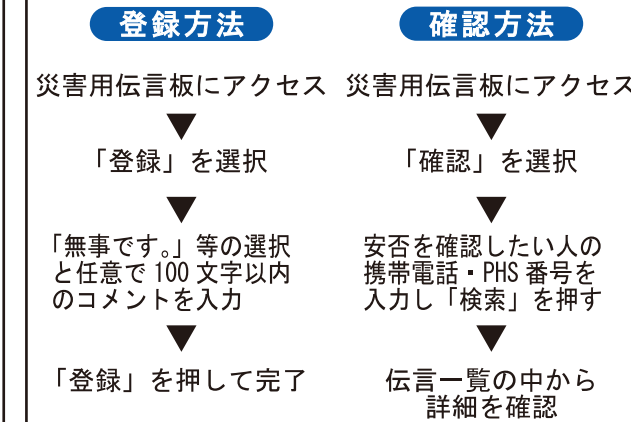 登録方法
災害用伝言板にアクセス
▼
「登録」を選択
▼
「無事です。」等の選択
と任意で100文字以内
のコメントを入力
▼
「登録」を押して完了
確認方法
災害用伝言板にアクセス
▼
「確認」を選択
▼
安否を確認したい人の
携帯電話・PHS番号を
入力し「検索」を押す
▼
伝言一覧の中から
詳細を確認